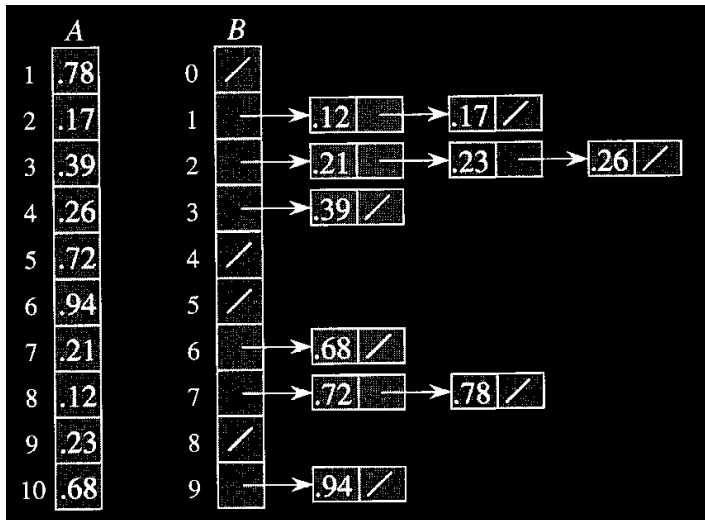 A B
1 .78 0
2 .17 1 .12 .17
3 .39 2 .21 .23 .26
4 .26 3 .39
5 .72 4
6 .94 5
7 .21 6 .68
8 .12 7 .72 .78
9 .23 8
10 .68 9 .94